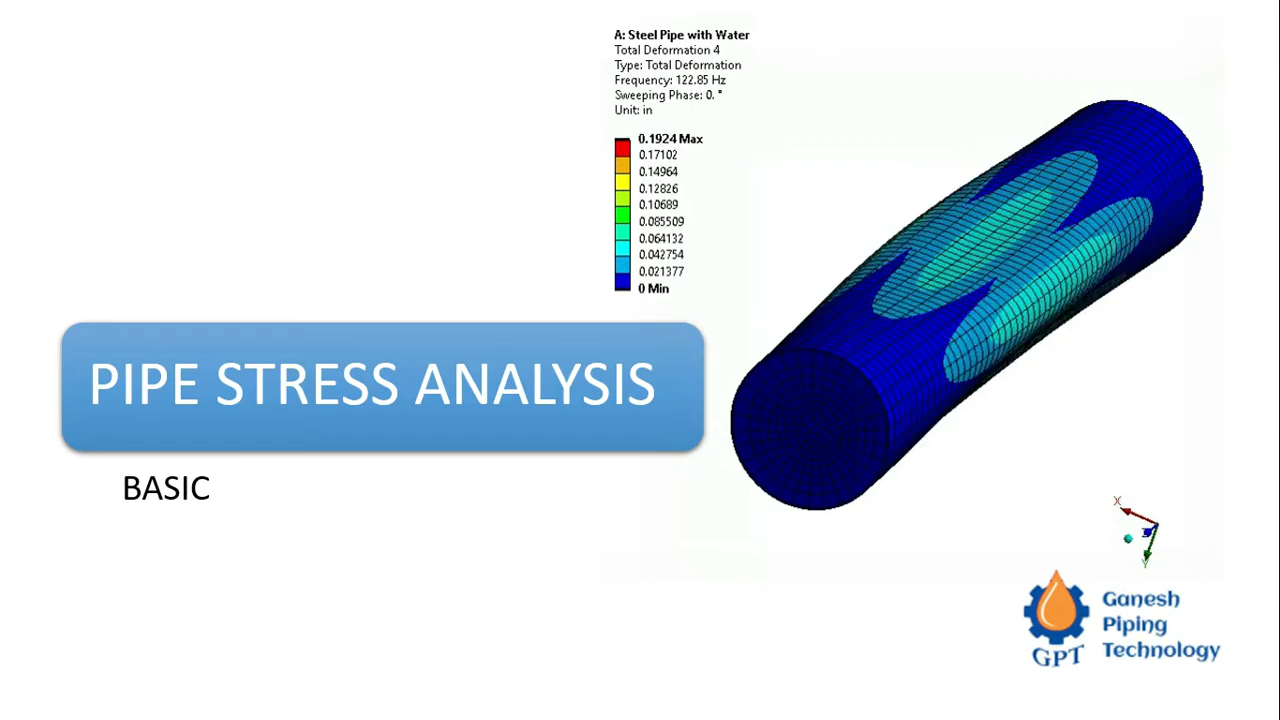 A: Steel Pipe with Water
Total Deformation 4
Type: Total Deformation
Frequency: 122.85 Hz
Sweeping Phase: 0. °
Unit: in
0.1924 Max
0.17102
0.14964
0.12826
0.10689
0.085509
0.064132
0.042754
0.021377
0 Min
PIPE STRESS ANALYSIS
BASIC
X
Y
GPT
Ganesh
Piping
Technology